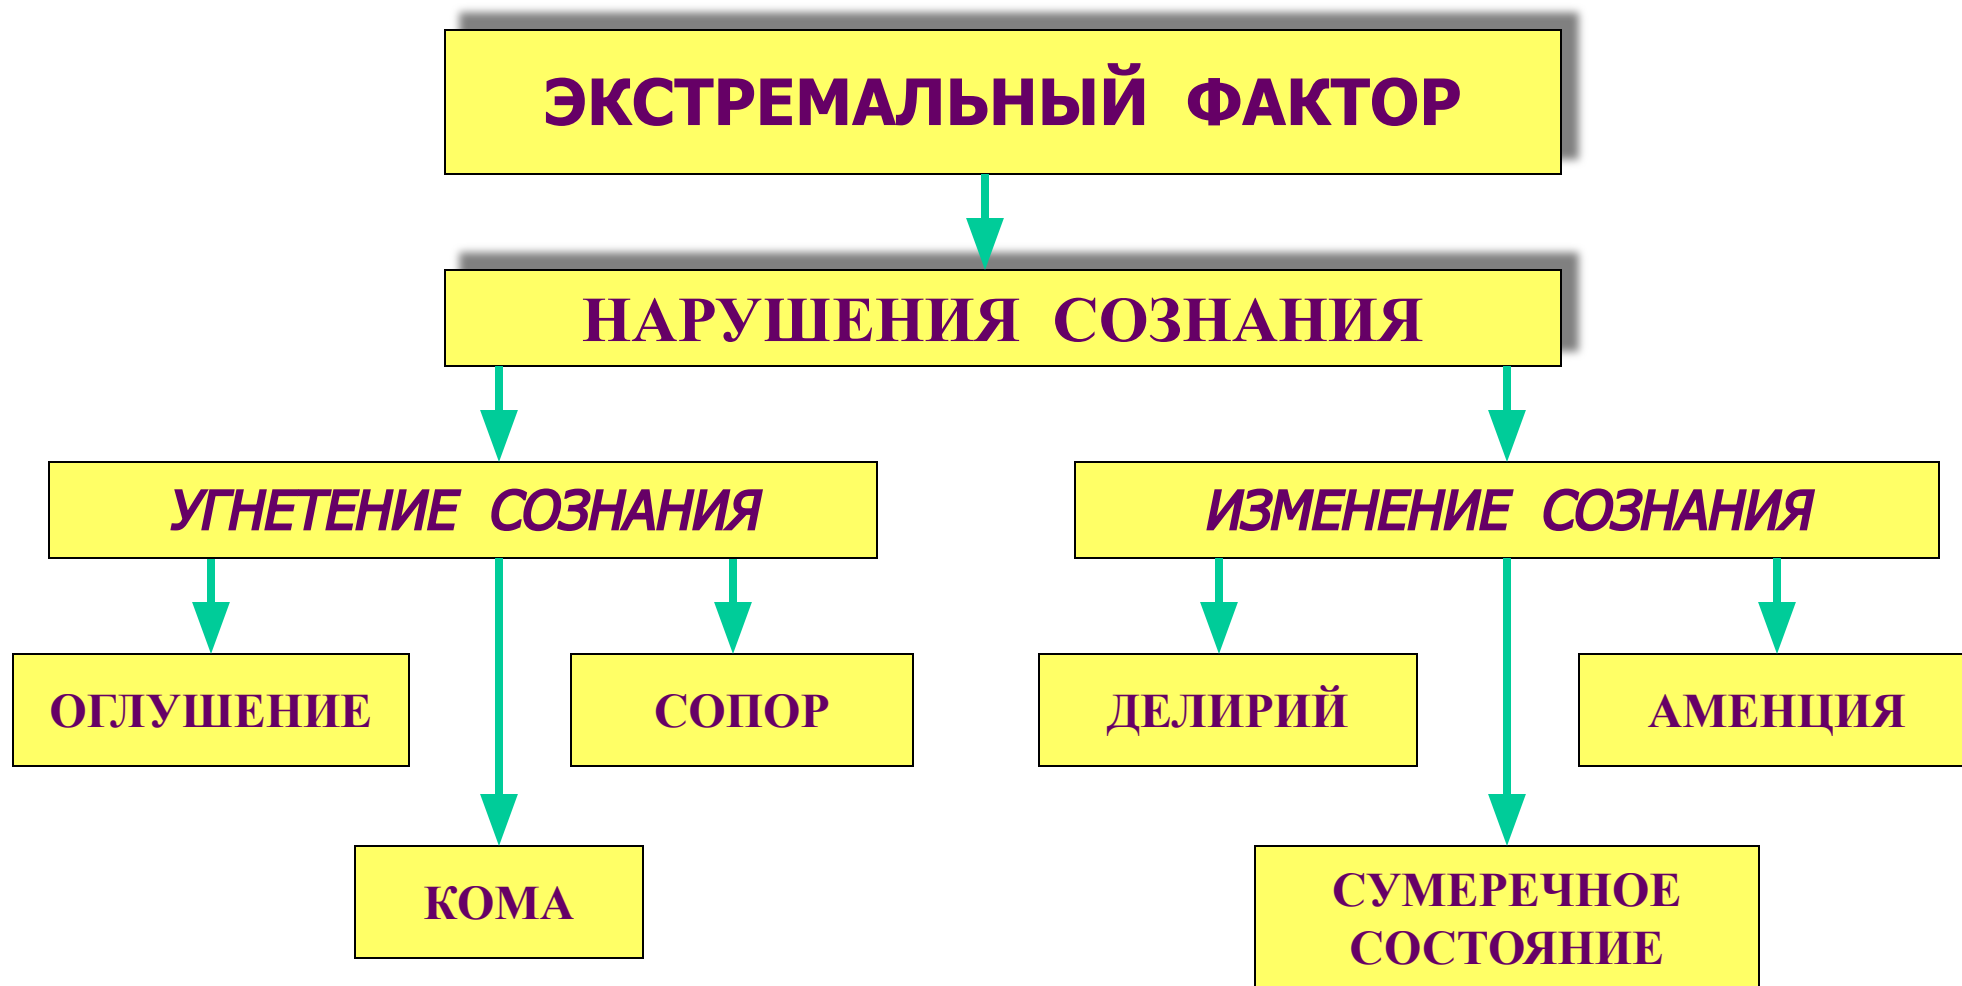 ЭКСТРЕМАЛЬНЫЙ ФАКТОР
НАРУШЕНИЯ СОЗНАНИЯ
УГНЕТЕНИЕ СОЗНАНИЯ
ИЗМЕНЕНИЕ СОЗНАНИЯ
ОГЛУШЕНИЕ
СОПОР
ДЕЛИРИЙ
АМЕНЦИЯ
КОМА
СУМЕРЕЧНОЕ
СОСТОЯНИЕ